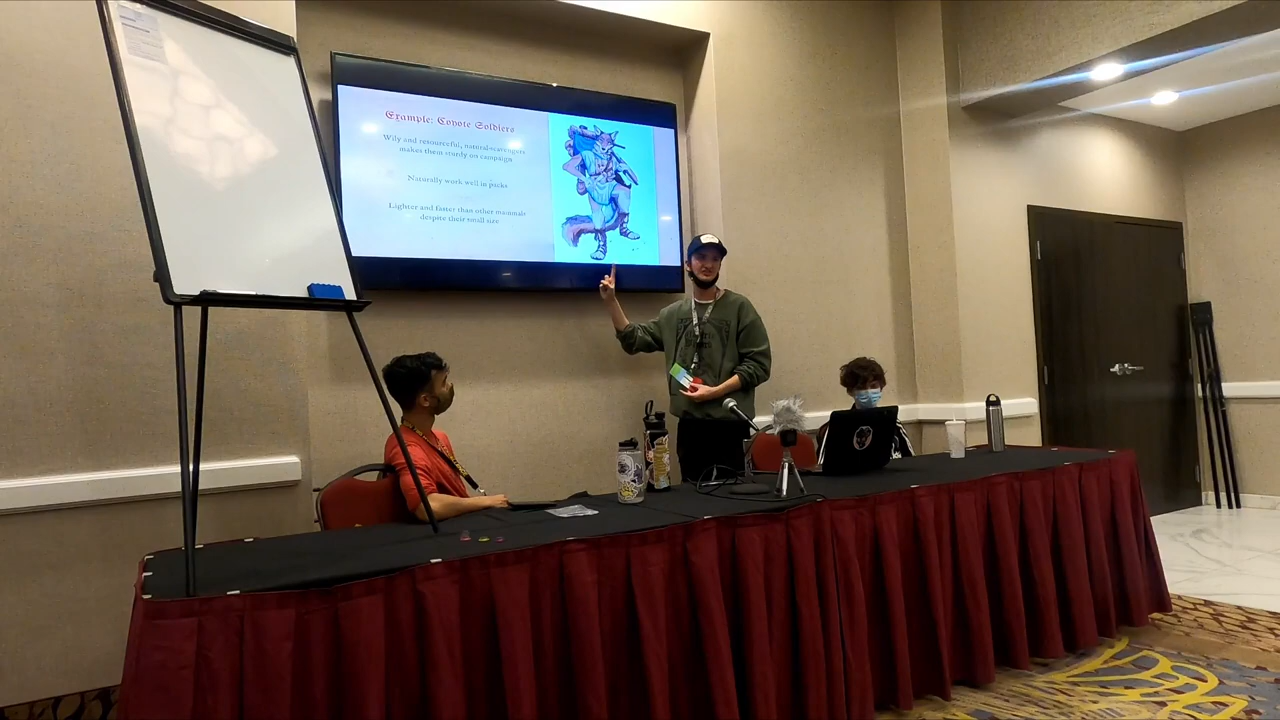 Example: Coyote Soldiers
Wily and resourceful, natural-scavengers
makes them sturdy on campaign
Naturally work well in packs
Lighter and faster than other mammals
despite their small size